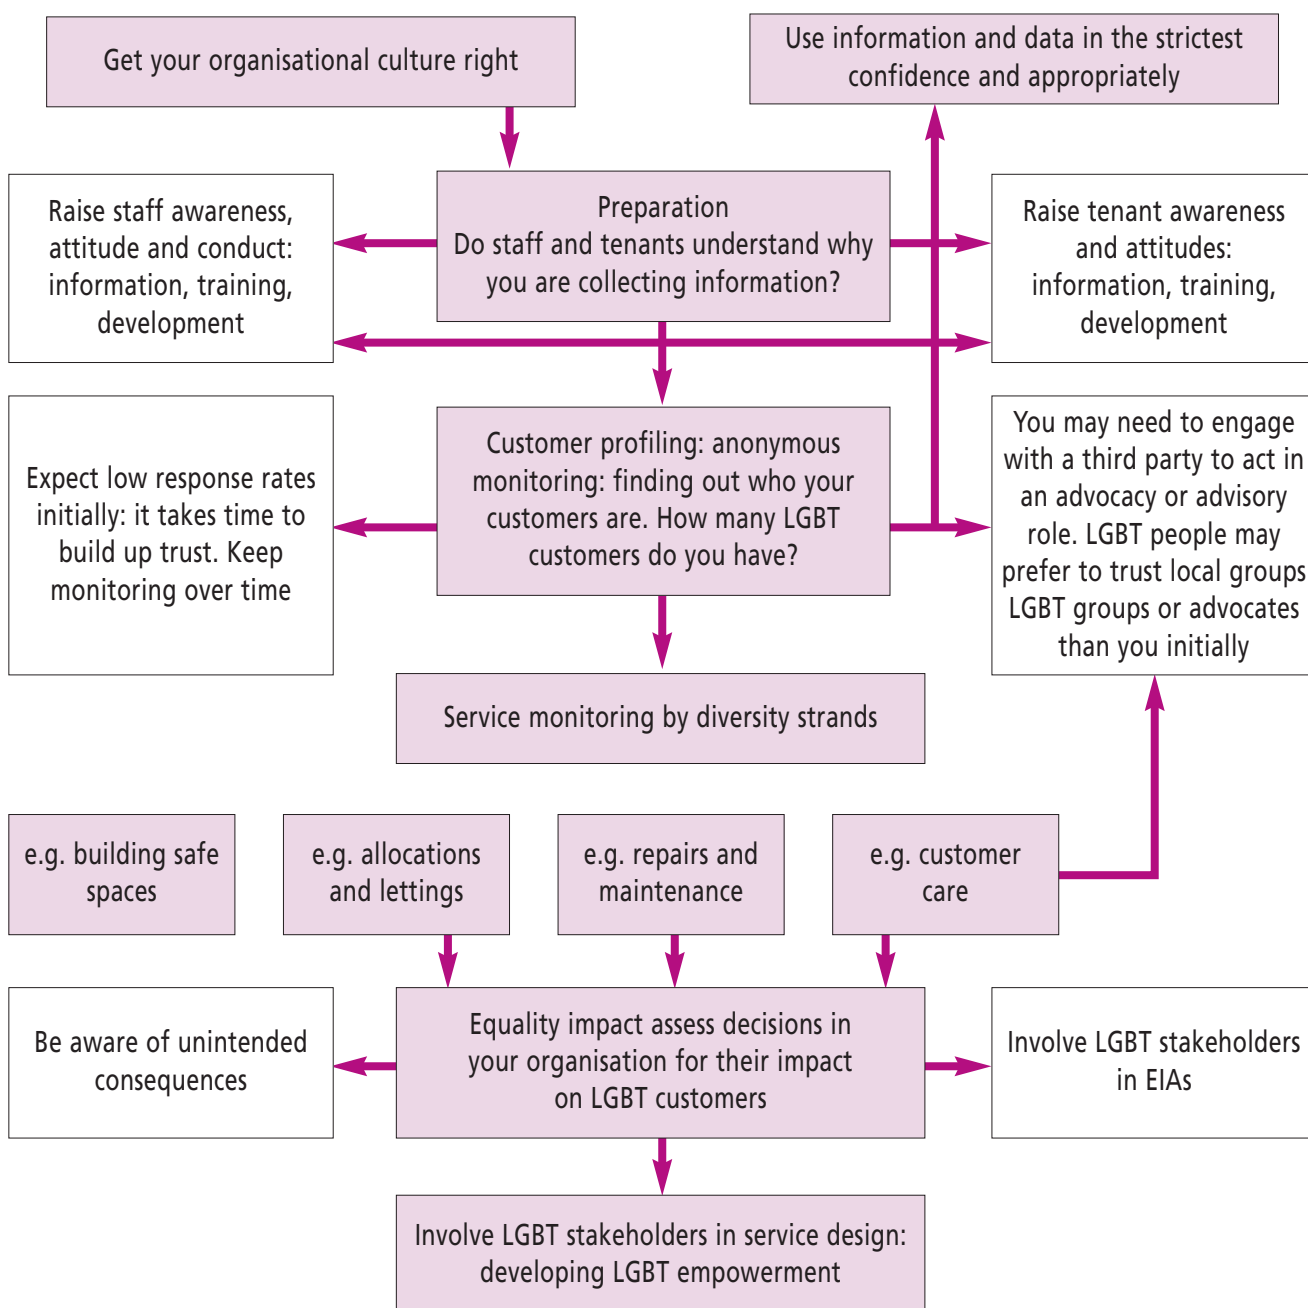 Get your organisational culture right
Use information and data in the strictest
confidence and appropriately
Raise staff awareness,
attitude and conduct:
information, training,
development
Preparation
Do staff and tenants understand why
you are collecting information?
Raise tenant awareness
and attitudes:
information, training,
development
Expect low response rates
initially: it takes time to
build up trust. Keep
monitoring over time
Customer profiling: anonymous
monitoring: finding out who your
customers are. How many LGBT
customers do you have?
You may need to engage
with a third party to act in
an advocacy or advisory
role. LGBT people may
prefer to trust local groups
LGBT groups or advocates
than you initially
Service monitoring by diversity strands
e.g. building safe
spaces
e.g. allocations
and lettings
e.g. repairs and
maintenance
e.g. customer
care
Be aware of unintended
consequences
Equality impact assess decisions in
your organisation for their impact
on LGBT customers
Involve LGBT stakeholders
in EIAs
Involve LGBT stakeholders in service design:
developing LGBT empowerment